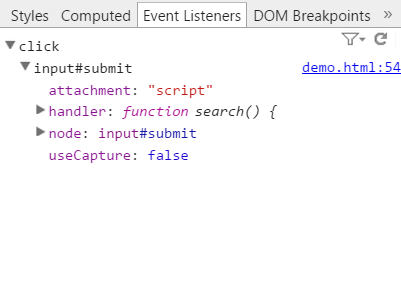 Styles Computed Event Listeners DOM Breakpoints »
click
input#submit demo.html:54
attachment: "script"
handler: function search() {
node: input#submit
useCapture: false